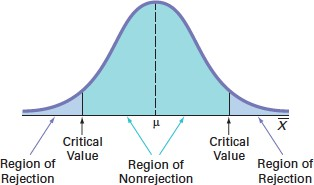 μ
X̅
Critical
Value
Critical
Value
Region of
Rejection
Region of
Nonrejection
Region of
Rejection